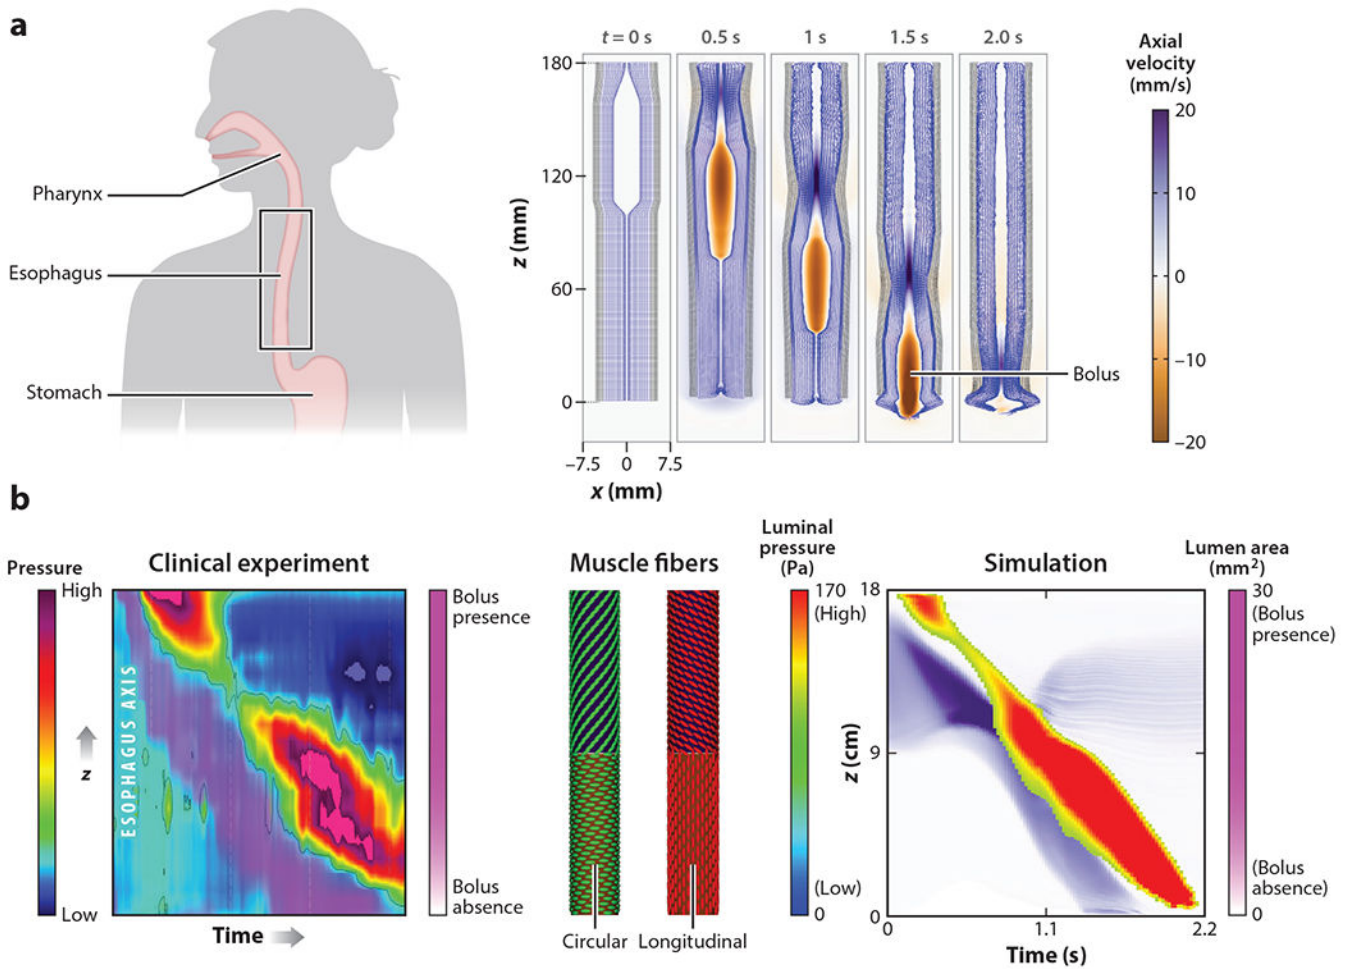 a
Pharynx
Esophagus
Stomach
t = 0 s
0.5 s
1 s
1.5 s
2.0 s
180
120
60
0
z (mm)
–7.5
0
7.5
x (mm)
Bolus
Axial
velocity
(mm/s)
20
10
0
–10
–20
b
Pressure
High
Low
Clinical experiment
ESOPHAGUS AXIS
z
Time
Bolus
presence
Bolus
absence
Muscle fibers
Circular
Longitudinal
Luminal
pressure
(Pa)
170
(High)
(Low)
0
Simulation
18
9
0
z (cm)
0
1.1
2.2
Time (s)
Lumen area
(mm²)
30
(Bolus
presence)
(Bolus
absence)
0